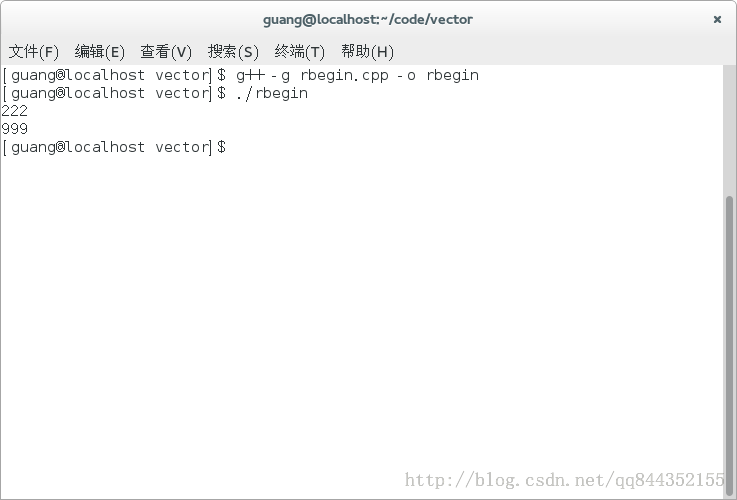 guang@localhost:~/code/vector
文件(F) 编辑(E) 查看(V) 搜索(S) 终端(T) 帮助(H)
[guang@localhost vector]$ g++ -g rbegin.cpp -o rbegin
[guang@localhost vector]$ ./rbegin
222
999
[guang@localhost vector]$
http://blog.csdn.net/qq844352155